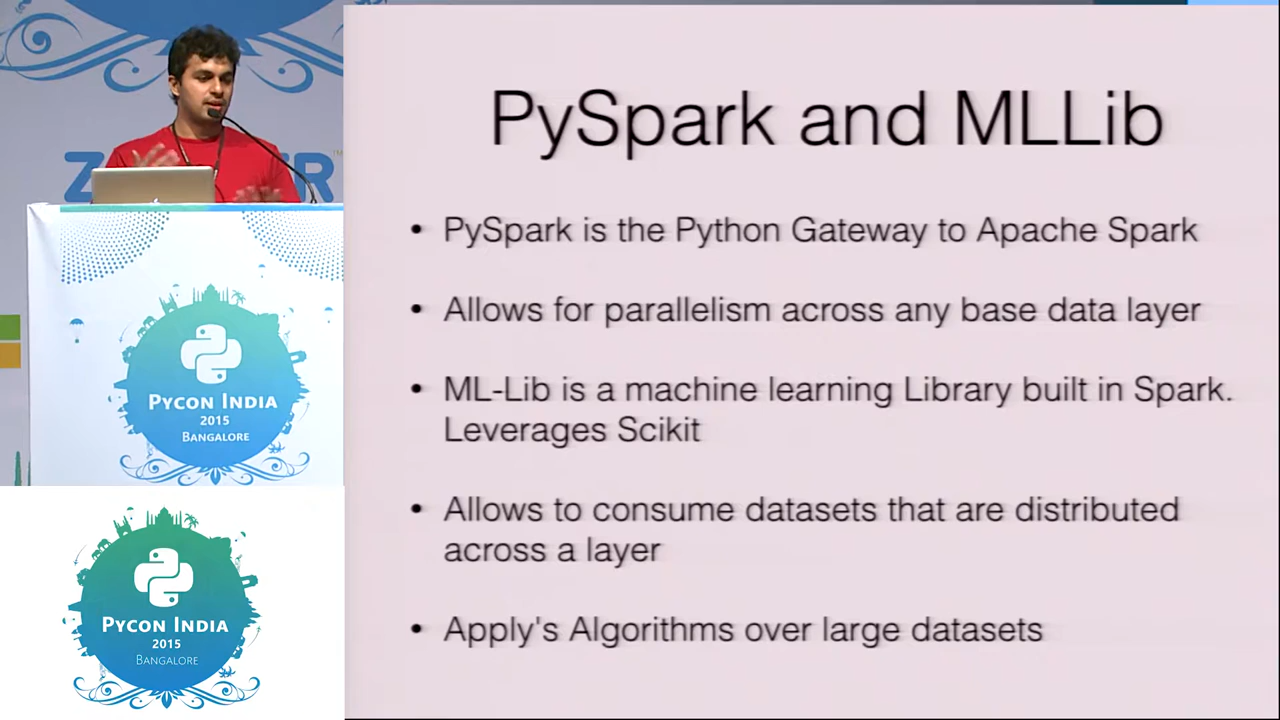 PySpark and MLLib
• PySpark is the Python Gateway to Apache Spark
• Allows for parallelism across any base data layer
• ML-Lib is a machine learning Library built in Spark.
Leverages Scikit
• Allows to consume datasets that are distributed
across a layer
• Apply's Algorithms over large datasets
PYCON INDIA
2015
BANGALORE
PYCON INDIA
2015
BANGALORE